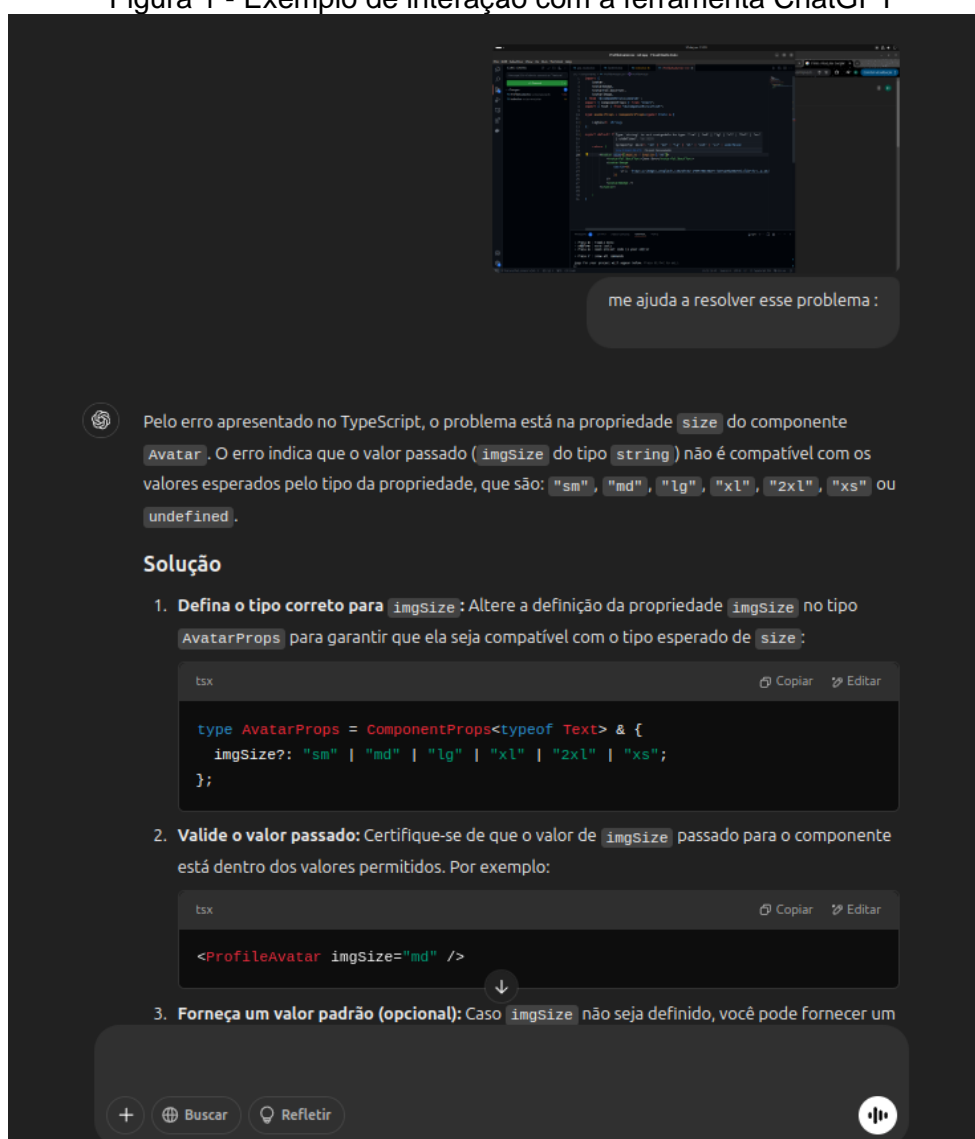 Figura 1 - Exemplo de interação com a ferramenta ChatGPT
me ajuda a resolver esse problema :
Pelo erro apresentado no TypeScript, o problema está na propriedade size do componente
Avatar . O erro indica que o valor passado ( imgSize do tipo string ) não é compatível com os
valores esperados pelo tipo da propriedade, que são: "sm" , "md" , "lg" , "xl" , "2xl" , "xs" ou
undefined .
Solução
1. Defina o tipo correto para imgSize : Altere a definição da propriedade imgSize no tipo
AvatarProps para garantir que ela seja compatível com o tipo esperado de size :
tsx Copiar Editar
type AvatarProps = ComponentProps<typeof Text> & {
imgSize?: "sm" | "md" | "lg" | "xl" | "2xl" | "xs";
};
2. Valide o valor passado: Certifique-se de que o valor de imgSize passado para o componente
está dentro dos valores permitidos. Por exemplo:
tsx Copiar Editar
<ProfileAvatar imgSize="md" />
3. Forneça um valor padrão (opcional): Caso imgSize não seja definido, você pode fornecer um
Buscar Refletir